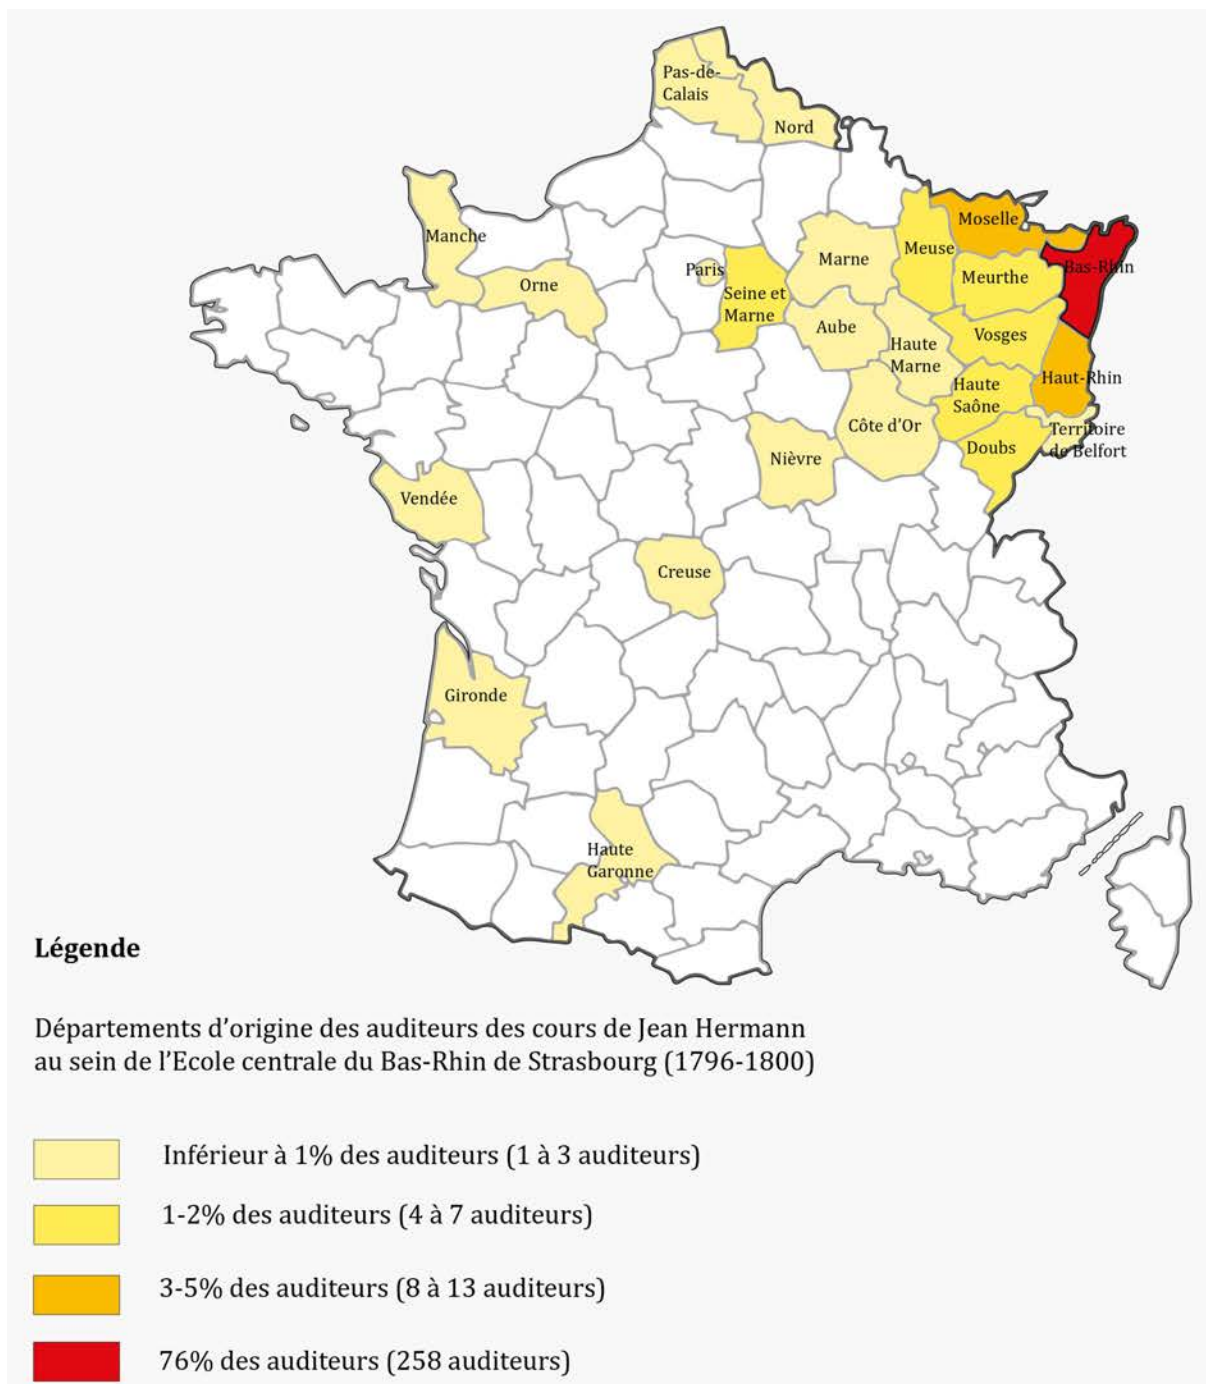 Pas-de-
Calais
Nord
Moselle
Manche
Meuse
Bas-Rhin
Marne
Paris
Meurthe
Orne
Seine et
Marne
Aube
Vosges
Haute
Marne
Haut-Rhin
Haute
Saône
Côte d'Or
Territoire
de Belfort
Doubs
Nièvre
Vendée
Creuse
Gironde
Haute
Garonne
Légende
Départements d'origine des auditeurs des cours de Jean Hermann
au sein de l'Ecole centrale du Bas-Rhin de Strasbourg (1796-1800)
Inférieur à 1% des auditeurs (1 à 3 auditeurs)
1-2% des auditeurs (4 à 7 auditeurs)
3-5% des auditeurs (8 à 13 auditeurs)
76% des auditeurs (258 auditeurs)